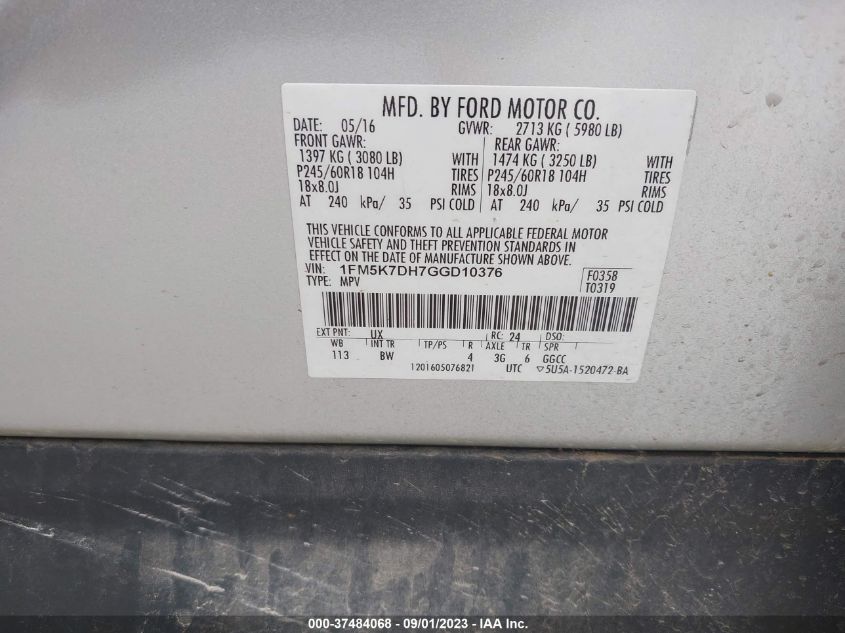 MFD. BY FORD MOTOR CO.
DATE: 05/16 GVWR: 2713 KG ( 5980 LB)
FRONT GAWR: REAR GAWR:
1397 KG ( 3080 LB) WITH 1474 KG ( 3250 LB) WITH
P245/60R18 104H TIRES P245/60R18 104H TIRES
18x8.0J RIMS 18x8.0J RIMS
AT 240 kPa/ 35 PSI COLD AT 240 kPa/ 35 PSI COLD
THIS VEHICLE CONFORMS TO ALL APPLICABLE FEDERAL MOTOR
VEHICLE SAFETY AND THEFT PREVENTION STANDARDS IN
EFFECT ON THE DATE OF MANUFACTURE SHOWN ABOVE.
VIN: 1FM5K7DH7GGD10376 F0358
TYPE: MPV T0319
EXT PNT: UX RC: 24 DSO:
WB INT TR TP/PS R AXLE TR SPR
113 BW 4 3G 6 GGCC
1201605076821 UTC ▽5U5A-1520472-BA
000-37484068 - 09/01/2023 - IAAI Inc.